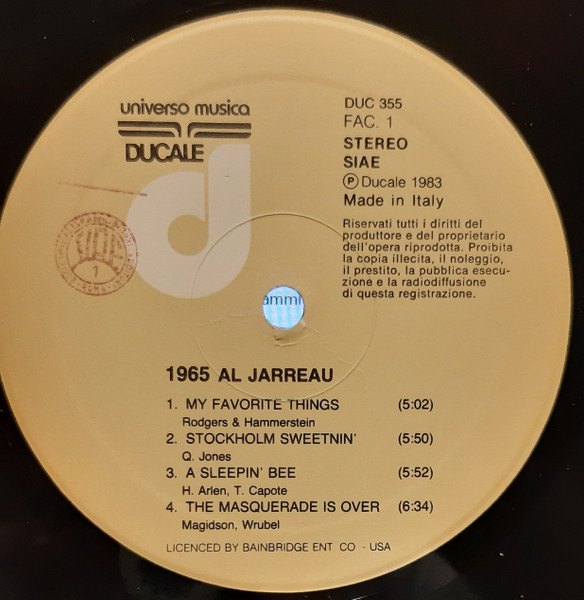 universo musica
DUCALE
d
DUC 355
FAC. 1
STEREO
SIAE
Ⓟ Ducale 1983
Made in Italy
Riservati tutti i diritti del
produttore e del proprietario
dell'opera riprodotta. Proibita
la copia illecita, il noleggio,
il prestito, la pubblica esecu-
zione e la radiodiffusione
di questa registrazione.
SIAE
1
ROMA
ammi
1965 AL JARREAU
1. MY FAVORITE THINGS (5:02)
Rodgers & Hammerstein
2. STOCKHOLM SWEETNIN' (5:50)
Q. Jones
3. A SLEEPIN' BEE (5:52)
H. Arlen, T. Capote
4. THE MASQUERADE IS OVER (6:34)
Magidson, Wrubel
LICENCED BY BAINBRIDGE ENT CO - USA